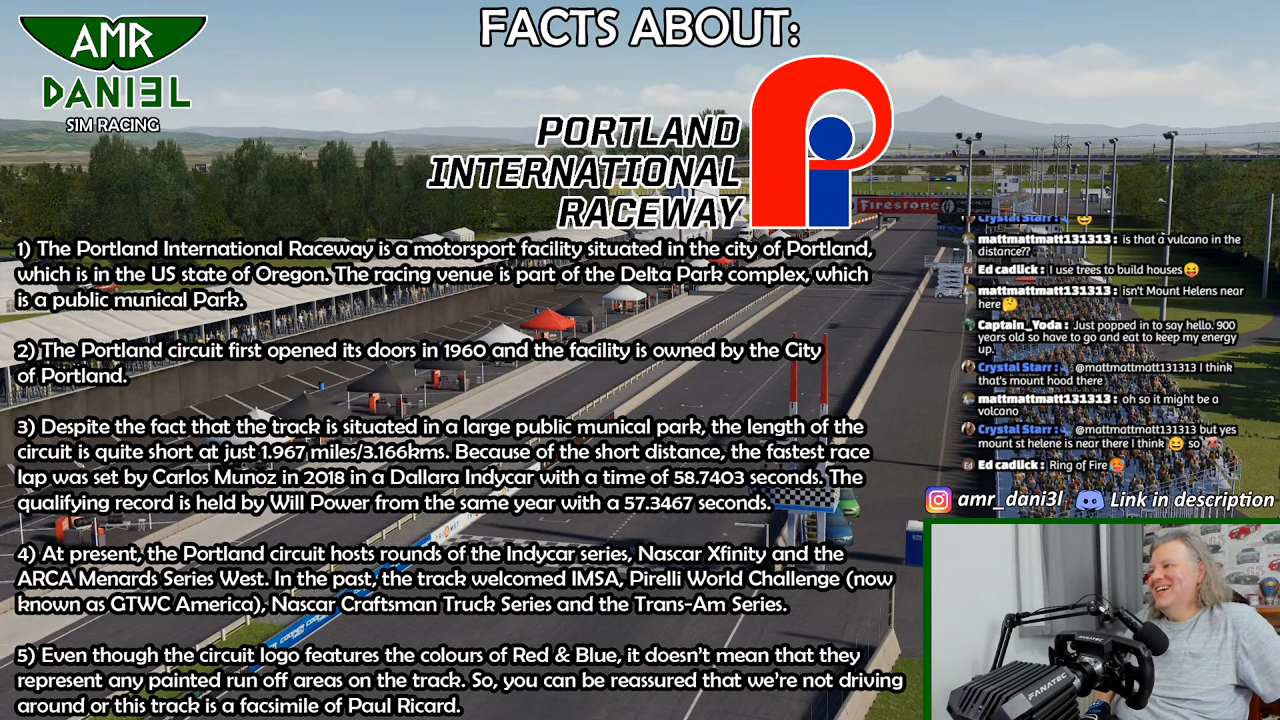 FACTS ABOUT:
AMR
DANI3L
SIM RACING
PORTLAND
INTERNATIONAL
RACEWAY
Firestone
1) The Portland International Raceway is a motorsport facility situated in the city of Portland,
which is in the US state of Oregon. The racing venue is part of the Delta Park complex, which
is a public munical Park.
2) The Portland circuit first opened its doors in 1960 and the facility is owned by the City
of Portland.
3) Despite the fact that the track is situated in a large public munical park, the length of the
circuit is quite short at just 1.967 miles/3.166kms. Because of the short distance, the fastest race
lap was set by Carlos Munoz in 2018 in a Dallara Indycar with a time of 58.7403 seconds. The
qualifying record is held by Will Power from the same year with a 57.3467 seconds.
4) At present, the Portland circuit hosts rounds of the Indycar series, Nascar Xfinity and the
ARCA Menards Series West. In the past, the track welcomed IMSA, Pirelli World Challenge (now
known as GTWC America), Nascar Craftsman Truck Series and the Trans-Am Series.
5) Even though the circuit logo features the colours of Red & Blue, it doesn't mean that they
represent any painted run off areas on the track. So, you can be reassured that we're not driving
around or this track is a facsimile of Paul Ricard.
Crystal Starr :
mattmattmatt131313 : is that a vulcano in the
distance??
Ed cadlick : I use trees to build houses😝
mattmattmatt131313 : isn't Mount Helens near
here🤔
Captain_Yoda : Just popped in to say hello. 900
years old so have to go and eat to keep my energy
up.
Crystal Starr : @mattmattmatt131313 I think
that's mount hood there
mattmattmatt131313 : oh so it might be a
volcano
Crystal Starr : @mattmattmatt131313 but yes
mount st helene is near there I think 😆 so
Ed cadlick : Ring of Fire🥵
amr_dani3l
Link in description
FANATEC
FANATEC